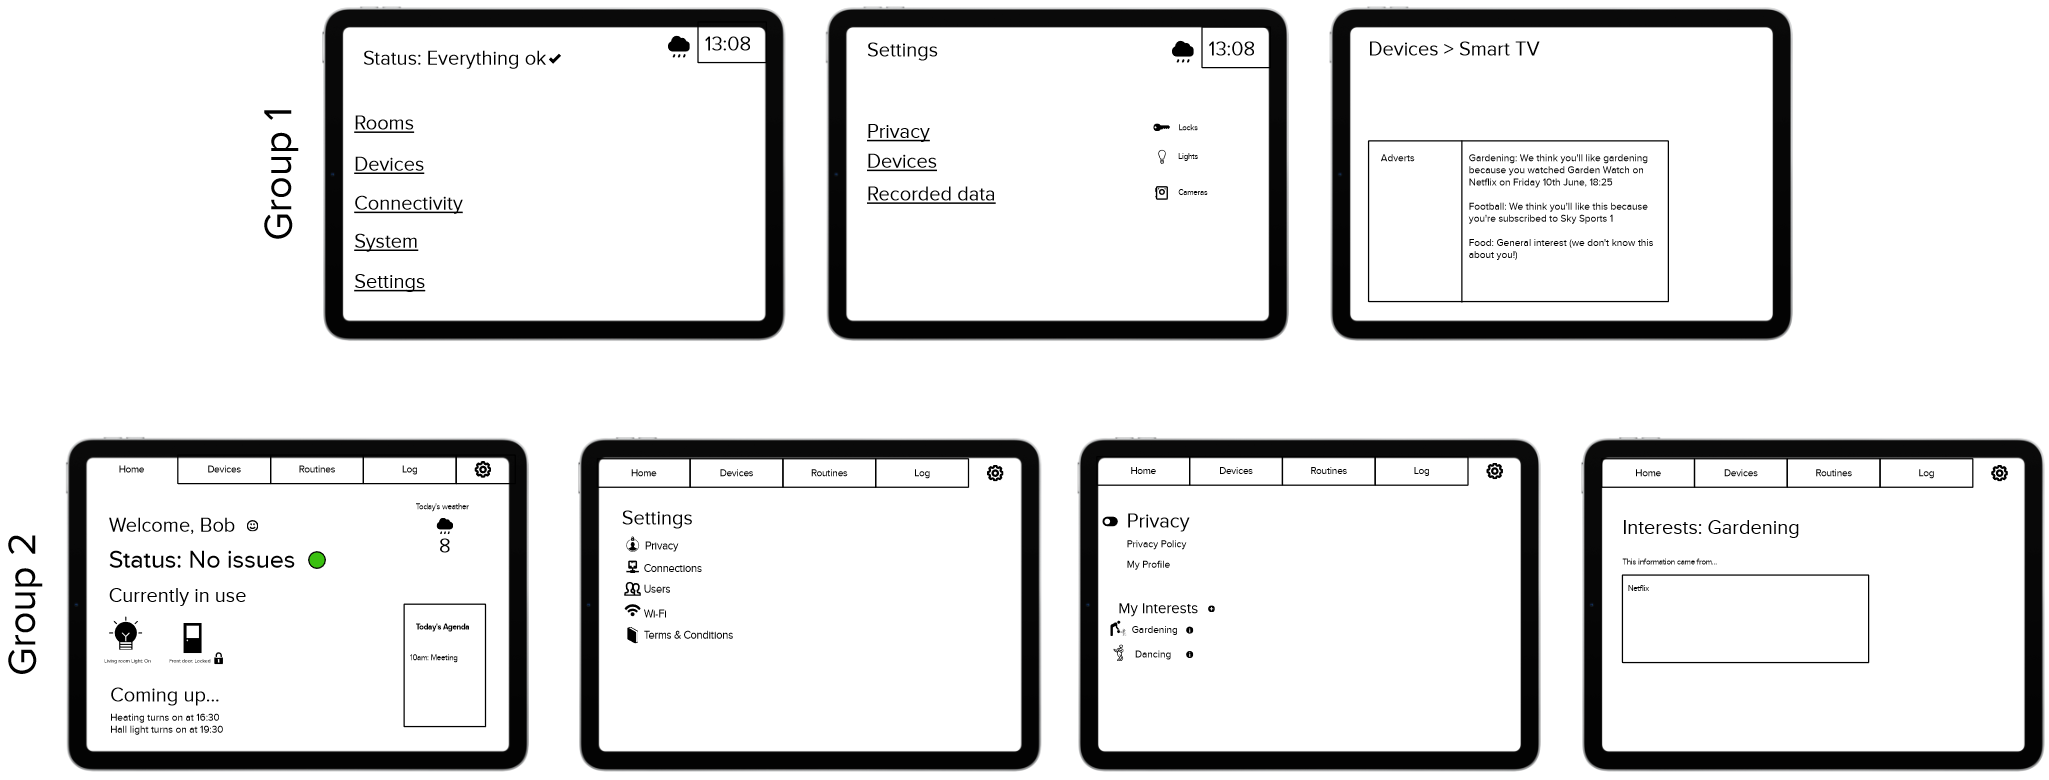 Group 1
Status: Everything ok
13:08
Rooms
Devices
Connectivity
System
Settings
Settings
13:08
Privacy
Devices
Recorded data
Locks
Lights
Cameras
Devices > Smart TV
Adverts
Gardening: We think you'll like gardening
because you watched Garden Watch on
Netflix on Friday 10th June, 18:25
Football: We think you'll like this because
you're subscribed to Sky Sports 1
Food: General interest (we don't know this
about you!)
Group 2
Home
Devices
Routines
Log
Today's weather
8
Welcome, Bob
Status: No issues
Currently in use
Living room Light: On
Front door: Locked
Today's Agenda
10am: Meeting
Coming up...
Heating turns on at 16:30
Hall light turns on at 19:30
Home
Devices
Routines
Log
Settings
Privacy
Connections
Users
Wi-Fi
Terms & Conditions
Home
Devices
Routines
Log
Privacy
Privacy Policy
My Profile
My Interests
Gardening
Dancing
Home
Devices
Routines
Log
Interests: Gardening
This information came from...
Netflix